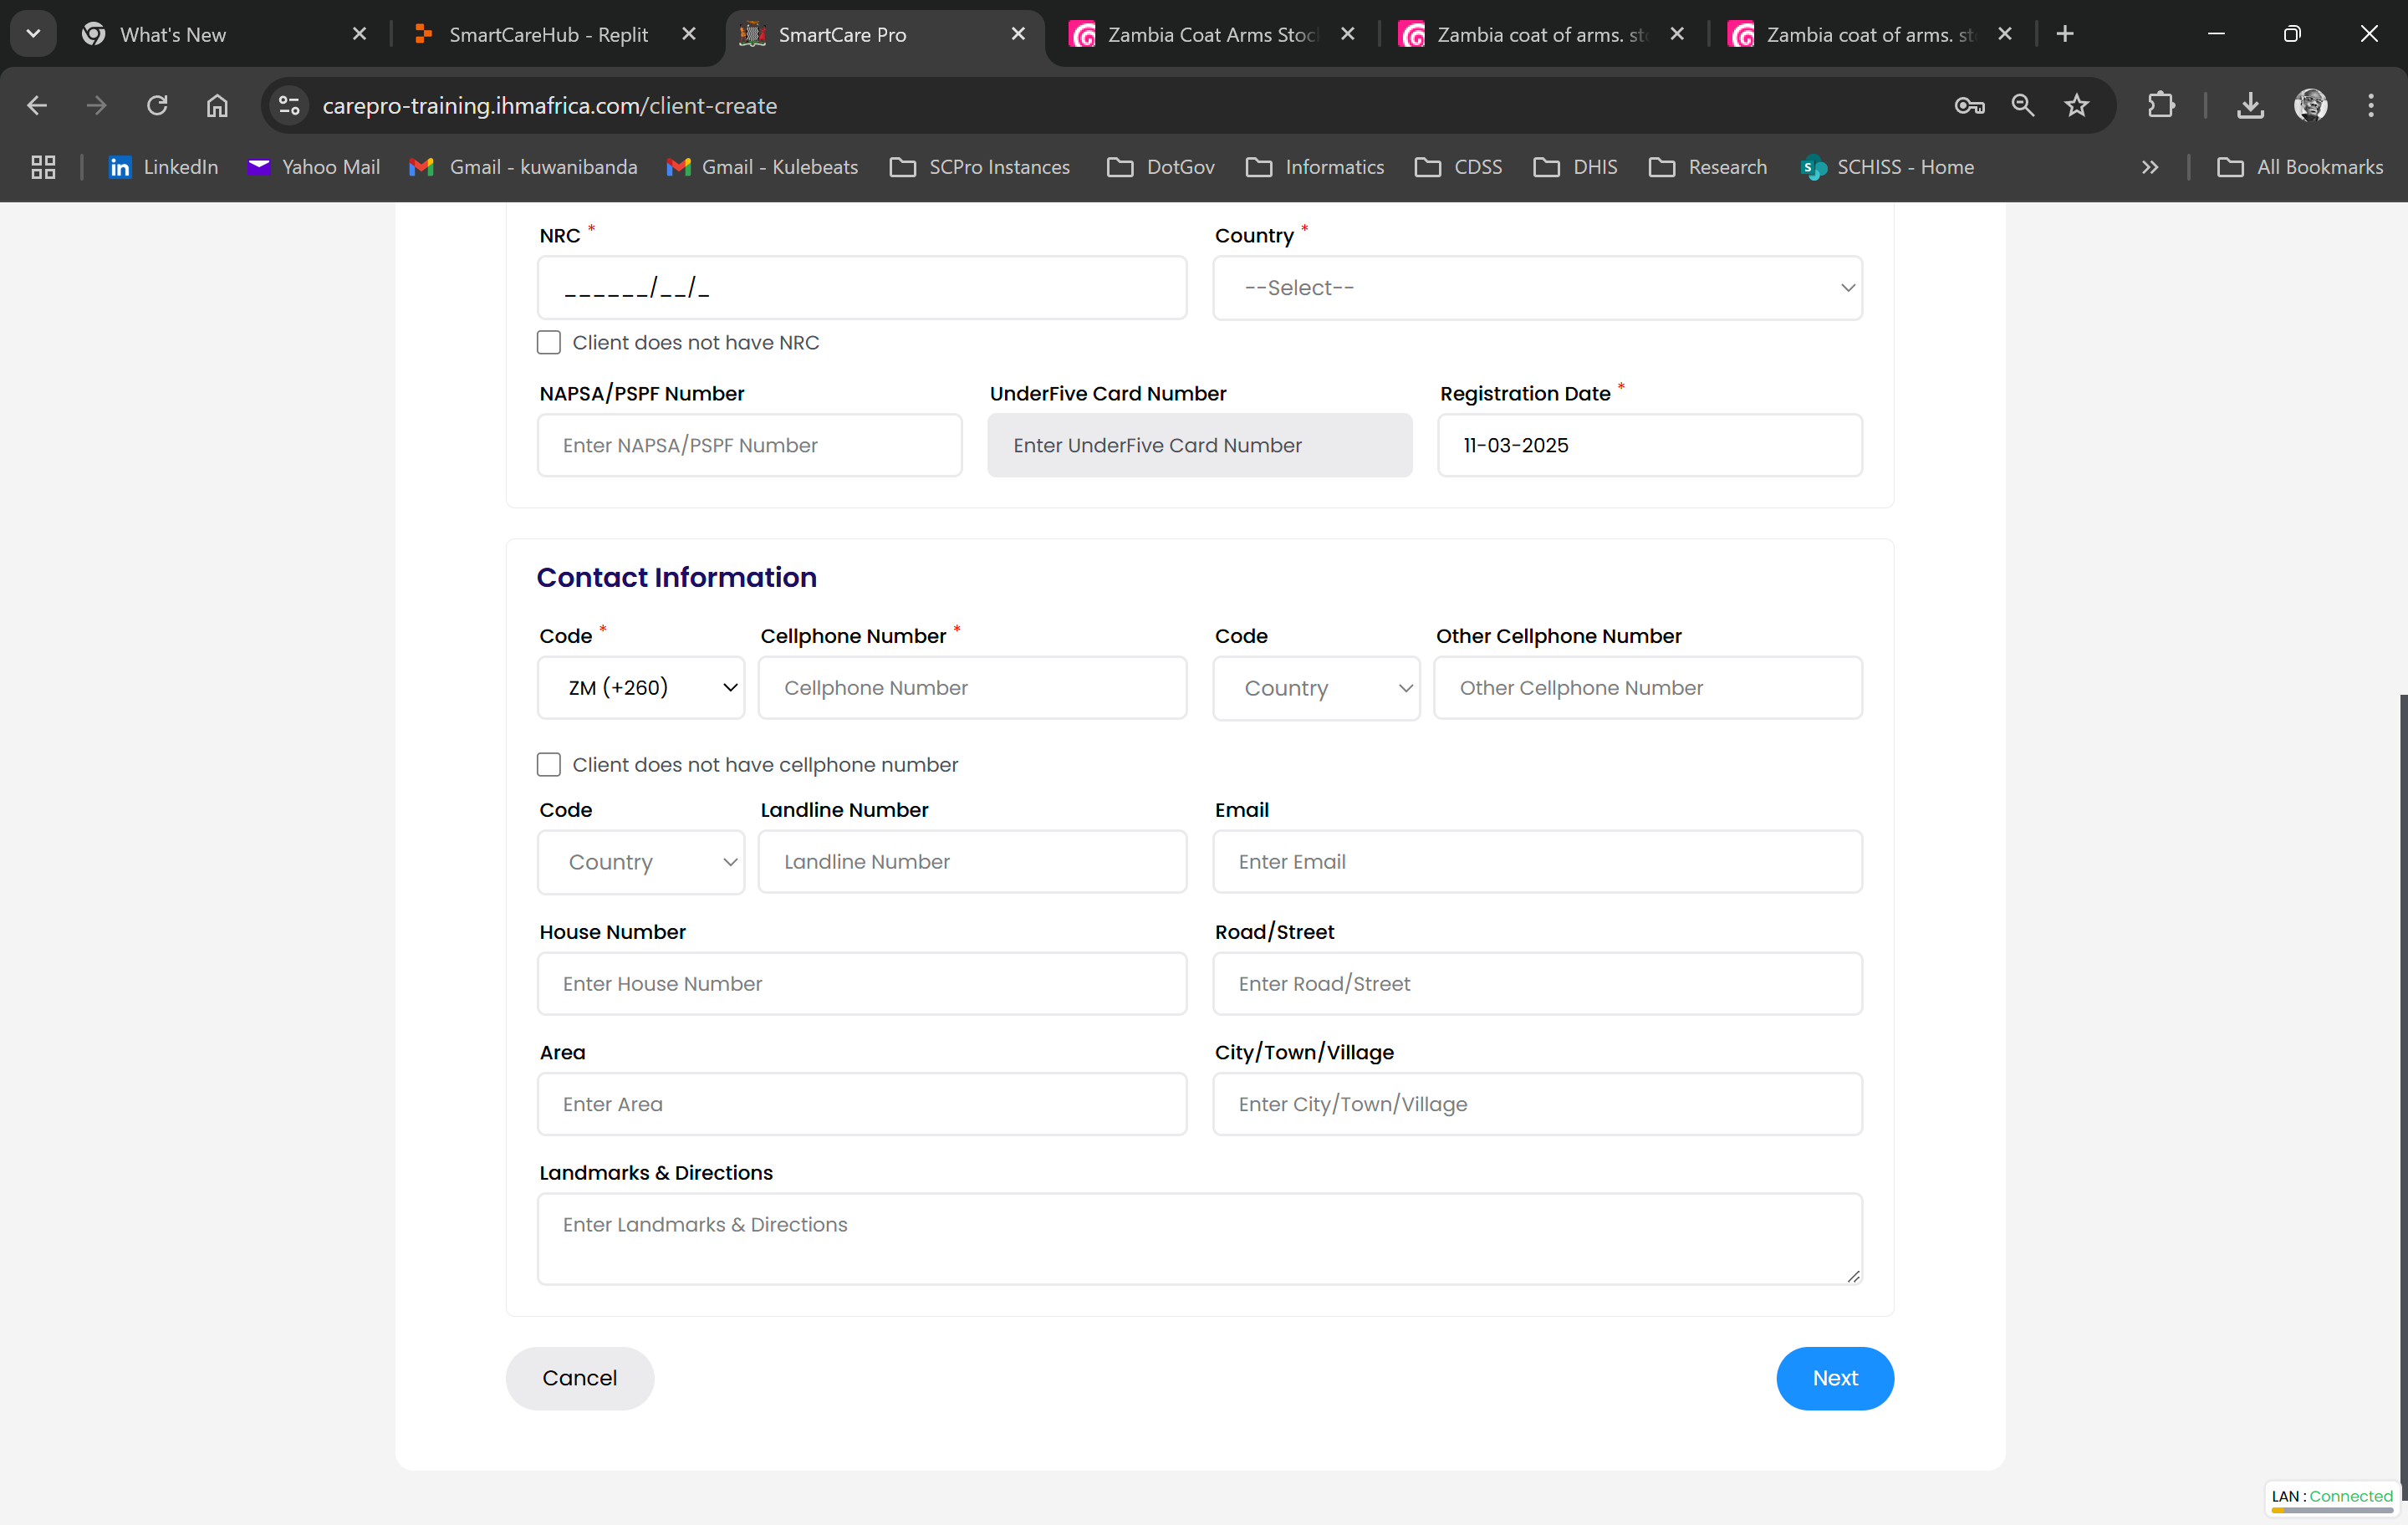 What's New
SmartCareHub - Replit
SmartCare Pro
Zambia Coat Arms Stoc
Zambia coat of arms. sto
Zambia coat of arms. st
carepro-training.ihmafrica.com/client-create
LinkedIn
Yahoo Mail
Gmail - kuwanibanda
Gmail - Kulebeats
SCPro Instances
DotGov
Informatics
CDSS
DHIS
Research
SCHISS - Home
All Bookmarks
NRC *
Country *
______/__/_
--Select--
Client does not have NRC
NAPSA/PSPF Number
UnderFive Card Number
Registration Date *
Enter NAPSA/PSPF Number
Enter UnderFive Card Number
11-03-2025
Contact Information
Code *
Cellphone Number *
Code
Other Cellphone Number
ZM (+260)
Cellphone Number
Country
Other Cellphone Number
Client does not have cellphone number
Code
Landline Number
Email
Country
Landline Number
Enter Email
House Number
Road/Street
Enter House Number
Enter Road/Street
Area
City/Town/Village
Enter Area
Enter City/Town/Village
Landmarks & Directions
Enter Landmarks & Directions
Cancel
Next
LAN : Connected